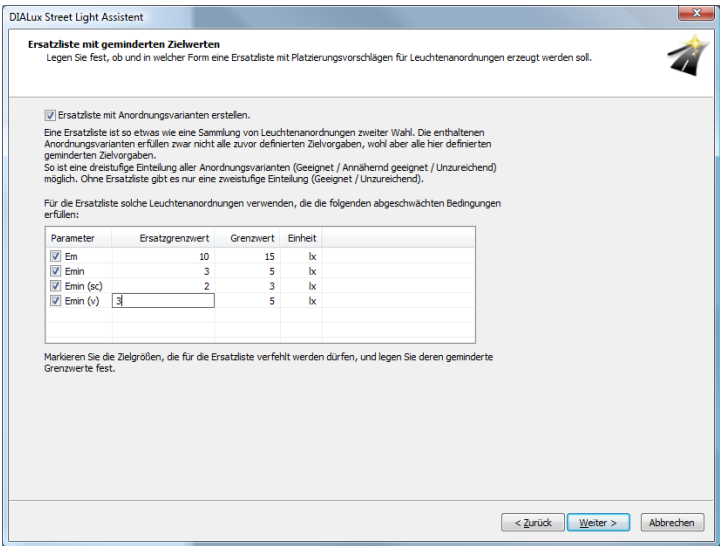 DIALux Street Light Assistent
Ersatzliste mit geminderten Zielwerten
Legen Sie fest, ob und in welcher Form eine Ersatzliste mit Platzierungsvorschlägen für Leuchtenanordnungen erzeugt werden soll.
Ersatzliste mit Anordnungsvarianten erstellen.
Eine Ersatzliste ist so etwas wie eine Sammlung von Leuchtenanordnungen zweiter Wahl. Die enthaltenen
Anordnungsvarianten erfüllen zwar nicht alle zuvor definierten Zielvorgaben, wohl aber alle hier definierten
geminderten Zielvorgaben.
So ist eine dreistufige Einteilung aller Anordnungsvarianten (Geeignet / Annähernd geeignet / Unzureichend)
möglich. Ohne Ersatzliste gibt es nur eine zweistufige Einteilung (Geeignet / Unzureichend).
Für die Ersatzliste solche Leuchtenanordnungen verwenden, die die folgenden abgeschwächten Bedingungen
erfüllen:
Parameter Ersatzgrenzwert Grenzwert Einheit
Em 10 15 lx
Emin 3 5 lx
Emin (sc) 2 3 lx
Emin (v) 3 5 lx
Markieren Sie die Zielgrößen, die für die Ersatzliste verfehlt werden dürfen, und legen Sie deren geminderte
Grenzwerte fest.
< Zurück Weiter > Abbrechen